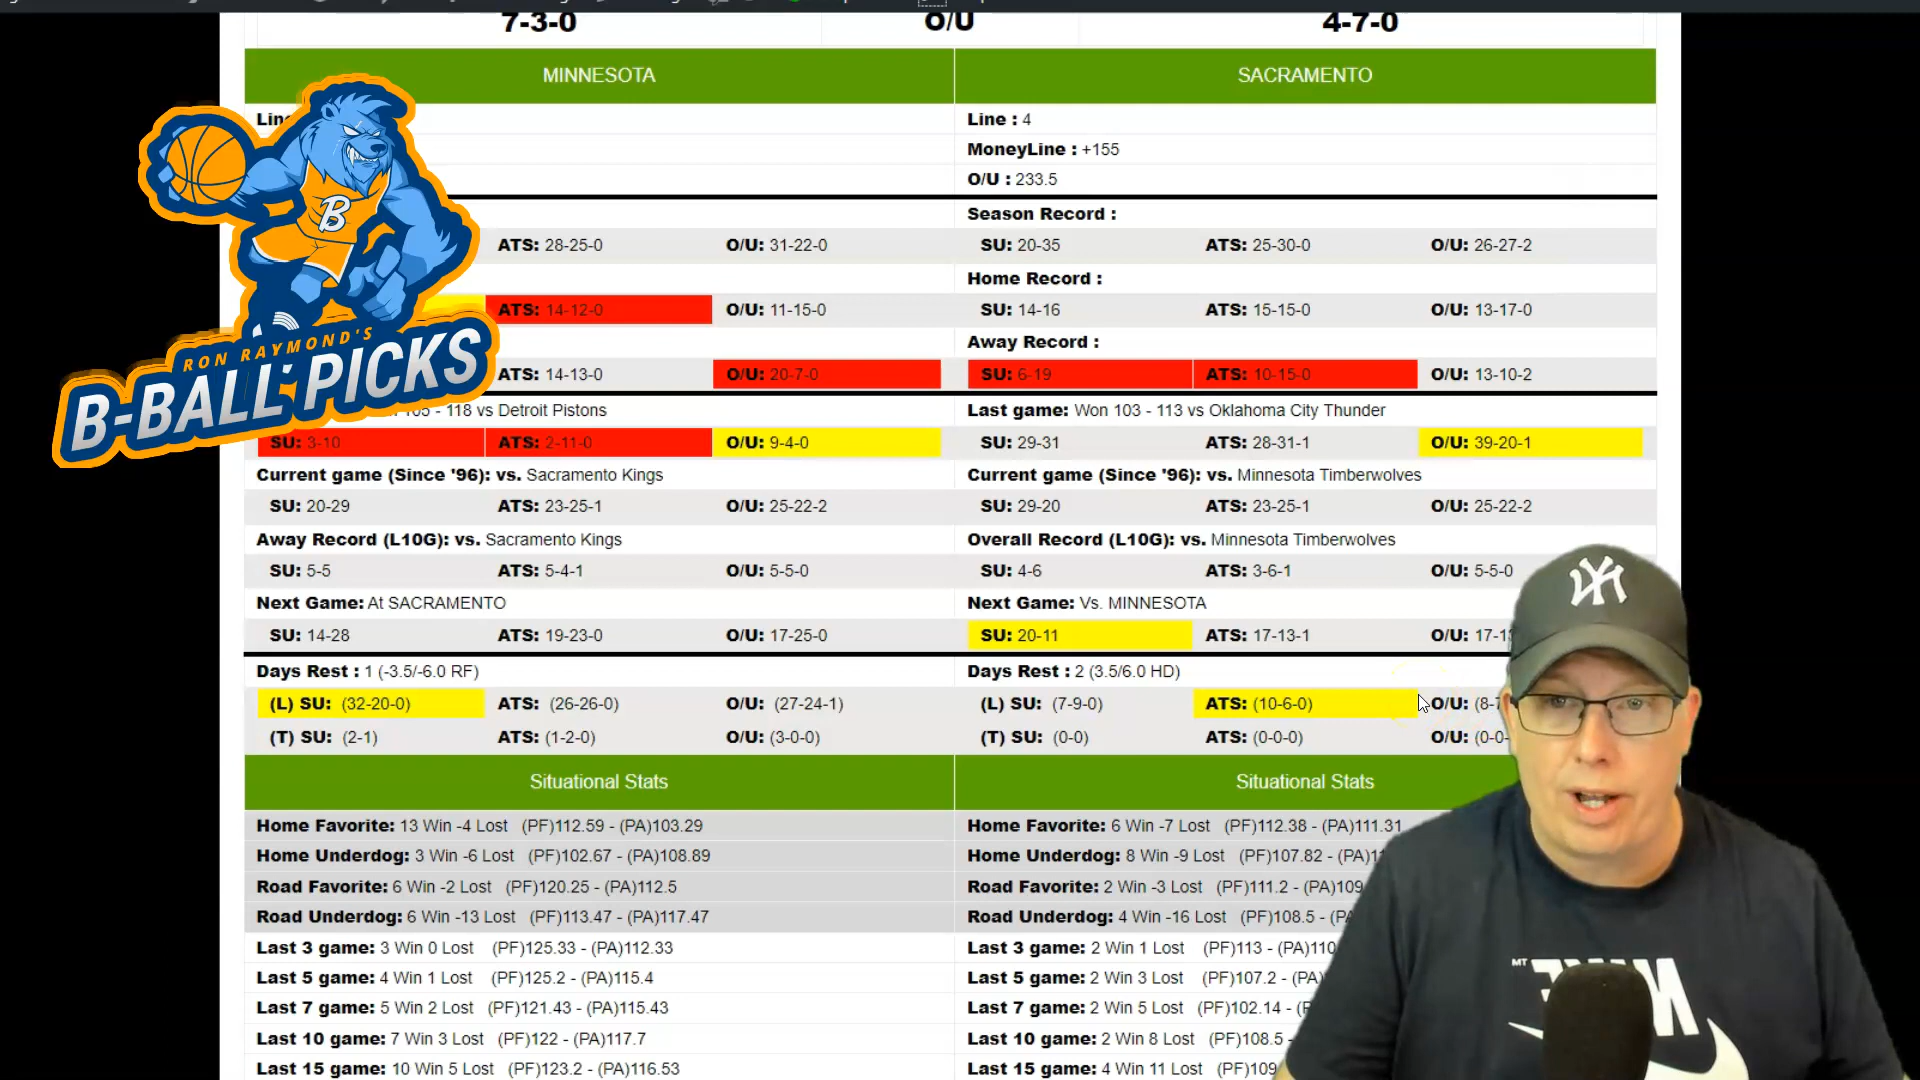 7-3-0 O/U 4-7-0
MINNESOTA SACRAMENTO
Line : 4
MoneyLine : +155
O/U : 233.5
Season Record :
ATS: 28-25-0 O/U: 31-22-0 SU: 20-35 ATS: 25-30-0 O/U: 26-27-2
Home Record :
ATS: 14-12-0 O/U: 11-15-0 SU: 14-16 ATS: 15-15-0 O/U: 13-17-0
Away Record :
ATS: 14-13-0 O/U: 20-7-0 SU: 6-19 ATS: 10-15-0 O/U: 13-10-2
B
RON RAYMOND'S
B-BALL PICKS
- 118 vs Detroit Pistons Last game: Won 103 - 113 vs Oklahoma City Thunder
SU: 3-10 ATS: 2-11-0 O/U: 9-4-0 SU: 29-31 ATS: 28-31-1 O/U: 39-20-1
Current game (Since '96): vs. Sacramento Kings Current game (Since '96): vs. Minnesota Timberwolves
SU: 20-29 ATS: 23-25-1 O/U: 25-22-2 SU: 29-20 ATS: 23-25-1 O/U: 25-22-2
Away Record (L10G): vs. Sacramento Kings Overall Record (L10G): vs. Minnesota Timberwolves
SU: 5-5 ATS: 5-4-1 O/U: 5-5-0 SU: 4-6 ATS: 3-6-1 O/U: 5-5-0
Next Game: At SACRAMENTO Next Game: Vs. MINNESOTA
SU: 14-28 ATS: 19-23-0 O/U: 17-25-0 SU: 20-11 ATS: 17-13-1 O/U:
Days Rest : 1 (-3.5/-6.0 RF) Days Rest : 2 (3.5/6.0 HD)
(L) SU: (32-20-0) ATS: (26-26-0) O/U: (27-24-1) (L) SU: (7-9-0) ATS: (10-6-0) O/U:
(T) SU: (2-1) ATS: (1-2-0) O/U: (3-0-0) (T) SU: (0-0) ATS: (0-0-0) O/U:
Situational Stats Situational Stats
Home Favorite: 13 Win -4 Lost (PF)112.59 - (PA)103.29 Home Favorite: 6 Win -7 Lost (PF)112.38 - (PA)111.31
Home Underdog: 3 Win -6 Lost (PF)102.67 - (PA)108.89 Home Underdog: 8 Win -9 Lost (PF)107.82 -
Road Favorite: 6 Win -2 Lost (PF)120.25 - (PA)112.5 Road Favorite: 2 Win -3 Lost (PF)111.2 -
Road Underdog: 6 Win -13 Lost (PF)113.47 - (PA)117.47 Road Underdog: 4 Win -16 Lost (PF)108.5 -
Last 3 game: 3 Win 0 Lost (PF)125.33 - (PA)112.33 Last 3 game: 2 Win 1 Lost (PF)113 -
Last 5 game: 4 Win 1 Lost (PF)125.2 - (PA)115.4 Last 5 game: 2 Win 3 Lost (PF)107.2 -
Last 7 game: 5 Win 2 Lost (PF)121.43 - (PA)115.43 Last 7 game: 2 Win 5 Lost (PF)102.14 -
Last 10 game: 7 Win 3 Lost (PF)122 - (PA)117.7 Last 10 game: 2 Win 8 Lost (PF)108.5 -
Last 15 game: 10 Win 5 Lost (PF)123.2 - (PA)116.53 Last 15 game: 4 Win 11 Lost
NY